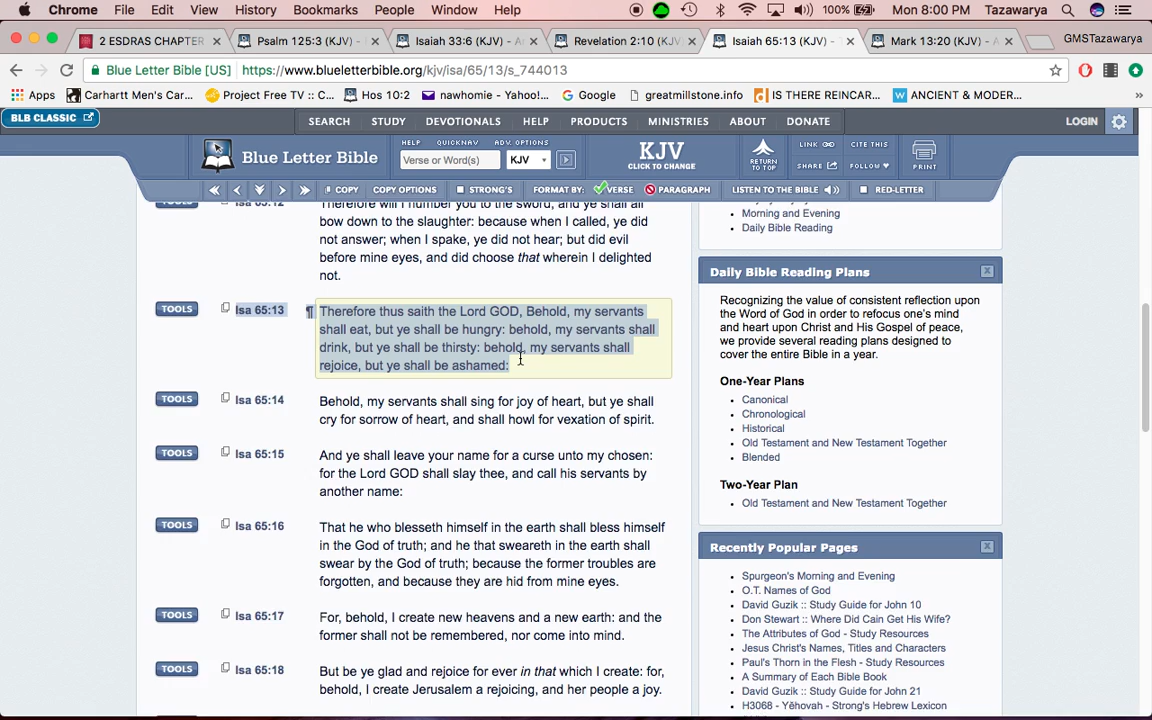 Chrome File Edit View History Bookmarks People Window Help 100% Mon 8:00 PM Tazawarya
2 ESDRAS CHAPTER × Psalm 125:3 (KJV) - × Isaiah 33:6 (KJV) - A × Revelation 2:10 (KJV) × Isaiah 65:13 (KJV) - × Mark 13:20 (KJV) - A × GMSTazawarya
Blue Letter Bible [US] https://www.blueletterbible.org/kjv/isa/65/13/s_744013
Apps Carhartt Men's Car... Project Free TV :: C... Hos 10:2 nawhomie - Yahoo!... Google greatmillstone.info IS THERE REINCAR... ANCIENT & MODER... »
BLB CLASSIC SEARCH STUDY DEVOTIONALS HELP PRODUCTS MINISTRIES ABOUT DONATE LOGIN
HELP QUICKNAV ADV. OPTIONS
Blue Letter Bible Verse or Word(s) KJV KJV CLICK TO CHANGE RETURN TO TOP LINK CITE THIS SHARE FOLLOW PRINT
COPY COPY OPTIONS STRONG'S FORMAT BY: VERSE PARAGRAPH LISTEN TO THE BIBLE RED-LETTER
TOOLS Isa 65:12 Therefore will I number you to the sword, and ye shall all
bow down to the slaughter: because when I called, ye did
not answer; when I spake, ye did not hear; but did evil
before mine eyes, and did choose that wherein I delighted
not.
TOOLS Isa 65:13 ¶ Therefore thus saith the Lord GOD, Behold, my servants
shall eat, but ye shall be hungry: behold, my servants shall
drink, but ye shall be thirsty: behold, my servants shall
rejoice, but ye shall be ashamed:
TOOLS Isa 65:14 Behold, my servants shall sing for joy of heart, but ye shall
cry for sorrow of heart, and shall howl for vexation of spirit.
TOOLS Isa 65:15 And ye shall leave your name for a curse unto my chosen:
for the Lord GOD shall slay thee, and call his servants by
another name:
TOOLS Isa 65:16 That he who blesseth himself in the earth shall bless himself
in the God of truth; and he that sweareth in the earth shall
swear by the God of truth; because the former troubles are
forgotten, and because they are hid from mine eyes.
TOOLS Isa 65:17 For, behold, I create new heavens and a new earth: and the
former shall not be remembered, nor come into mind.
TOOLS Isa 65:18 But be ye glad and rejoice for ever in that which I create: for,
behold, I create Jerusalem a rejoicing, and her people a joy.
Morning and Evening
Daily Bible Reading
Daily Bible Reading Plans
Recognizing the value of consistent reflection upon
the Word of God in order to refocus one's mind
and heart upon Christ and His Gospel of peace,
we provide several reading plans designed to
cover the entire Bible in a year.
One-Year Plans
Canonical
Chronological
Historical
Old Testament and New Testament Together
Blended
Two-Year Plan
Old Testament and New Testament Together
Recently Popular Pages
Spurgeon's Morning and Evening
O.T. Names of God
David Guzik :: Study Guide for John 10
Don Stewart :: Where Did Cain Get His Wife?
The Attributes of God - Study Resources
Jesus Christ's Names, Titles and Characters
Paul's Thorn in the Flesh - Study Resources
A Summary of Each Bible Book
David Guzik :: Study Guide for John 21
H3068 - Yĕhovah - Strong's Hebrew Lexicon